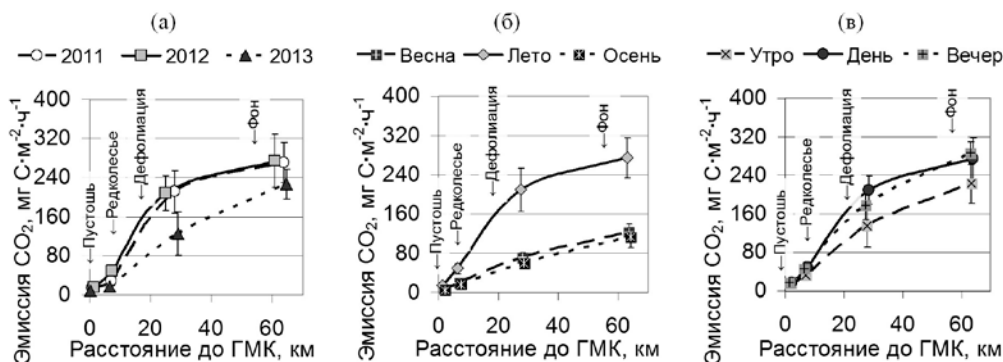 (а)
2011 2012 2013
Эмиссия CO₂, мг C·м⁻²·ч⁻¹
400
320
240
160
80
0
Пустошь
Редколесье
Дефолиация
Фон
0 20 40 60
Расстояние до ГМК, км
(б)
Весна Лето Осень
Эмиссия CO₂, мг C·м⁻²·ч⁻¹
400
320
240
160
80
0
Пустошь
Редколесье
Дефолиация
Фон
0 20 40 60
Расстояние до ГМК, км
(в)
Утро День Вечер
Эмиссия CO₂, мг C·м⁻²·ч⁻¹
400
320
240
160
80
0
Пустошь
Редколесье
Дефолиация
Фон
0 20 40 60
Расстояние до ГМК, км